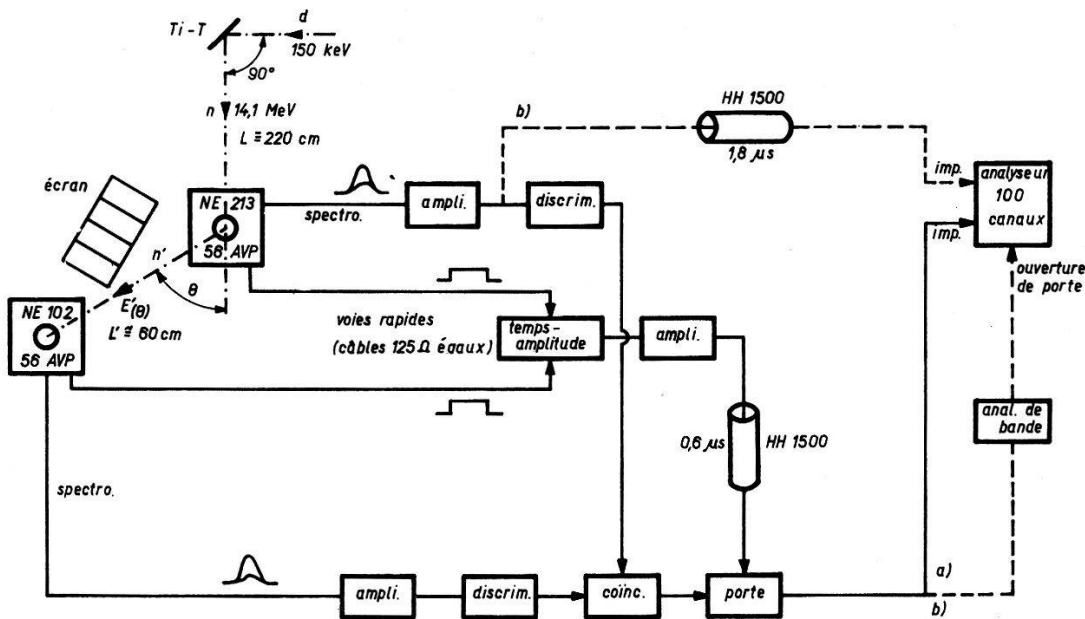 Ti-T
d
150 keV
90°
n
14,1 MeV
L ≅ 220 cm
écran
NE 213
56 AVP
n'
θ
E'(θ)
L' ≅ 60 cm
NE 102
56 AVP
spectro.
ampli.
b)
discrim.
HH 1500
1,8 µs
imp.
analyseur
100
canaux
imp.
ouverture
de porte
voies rapides
(câbles 125 Ω égaux)
temps-
amplitude
ampli.
0,6 µs
HH 1500
anal. de
bande
spectro.
ampli.
discrim.
coïnc.
porte
a)
b)